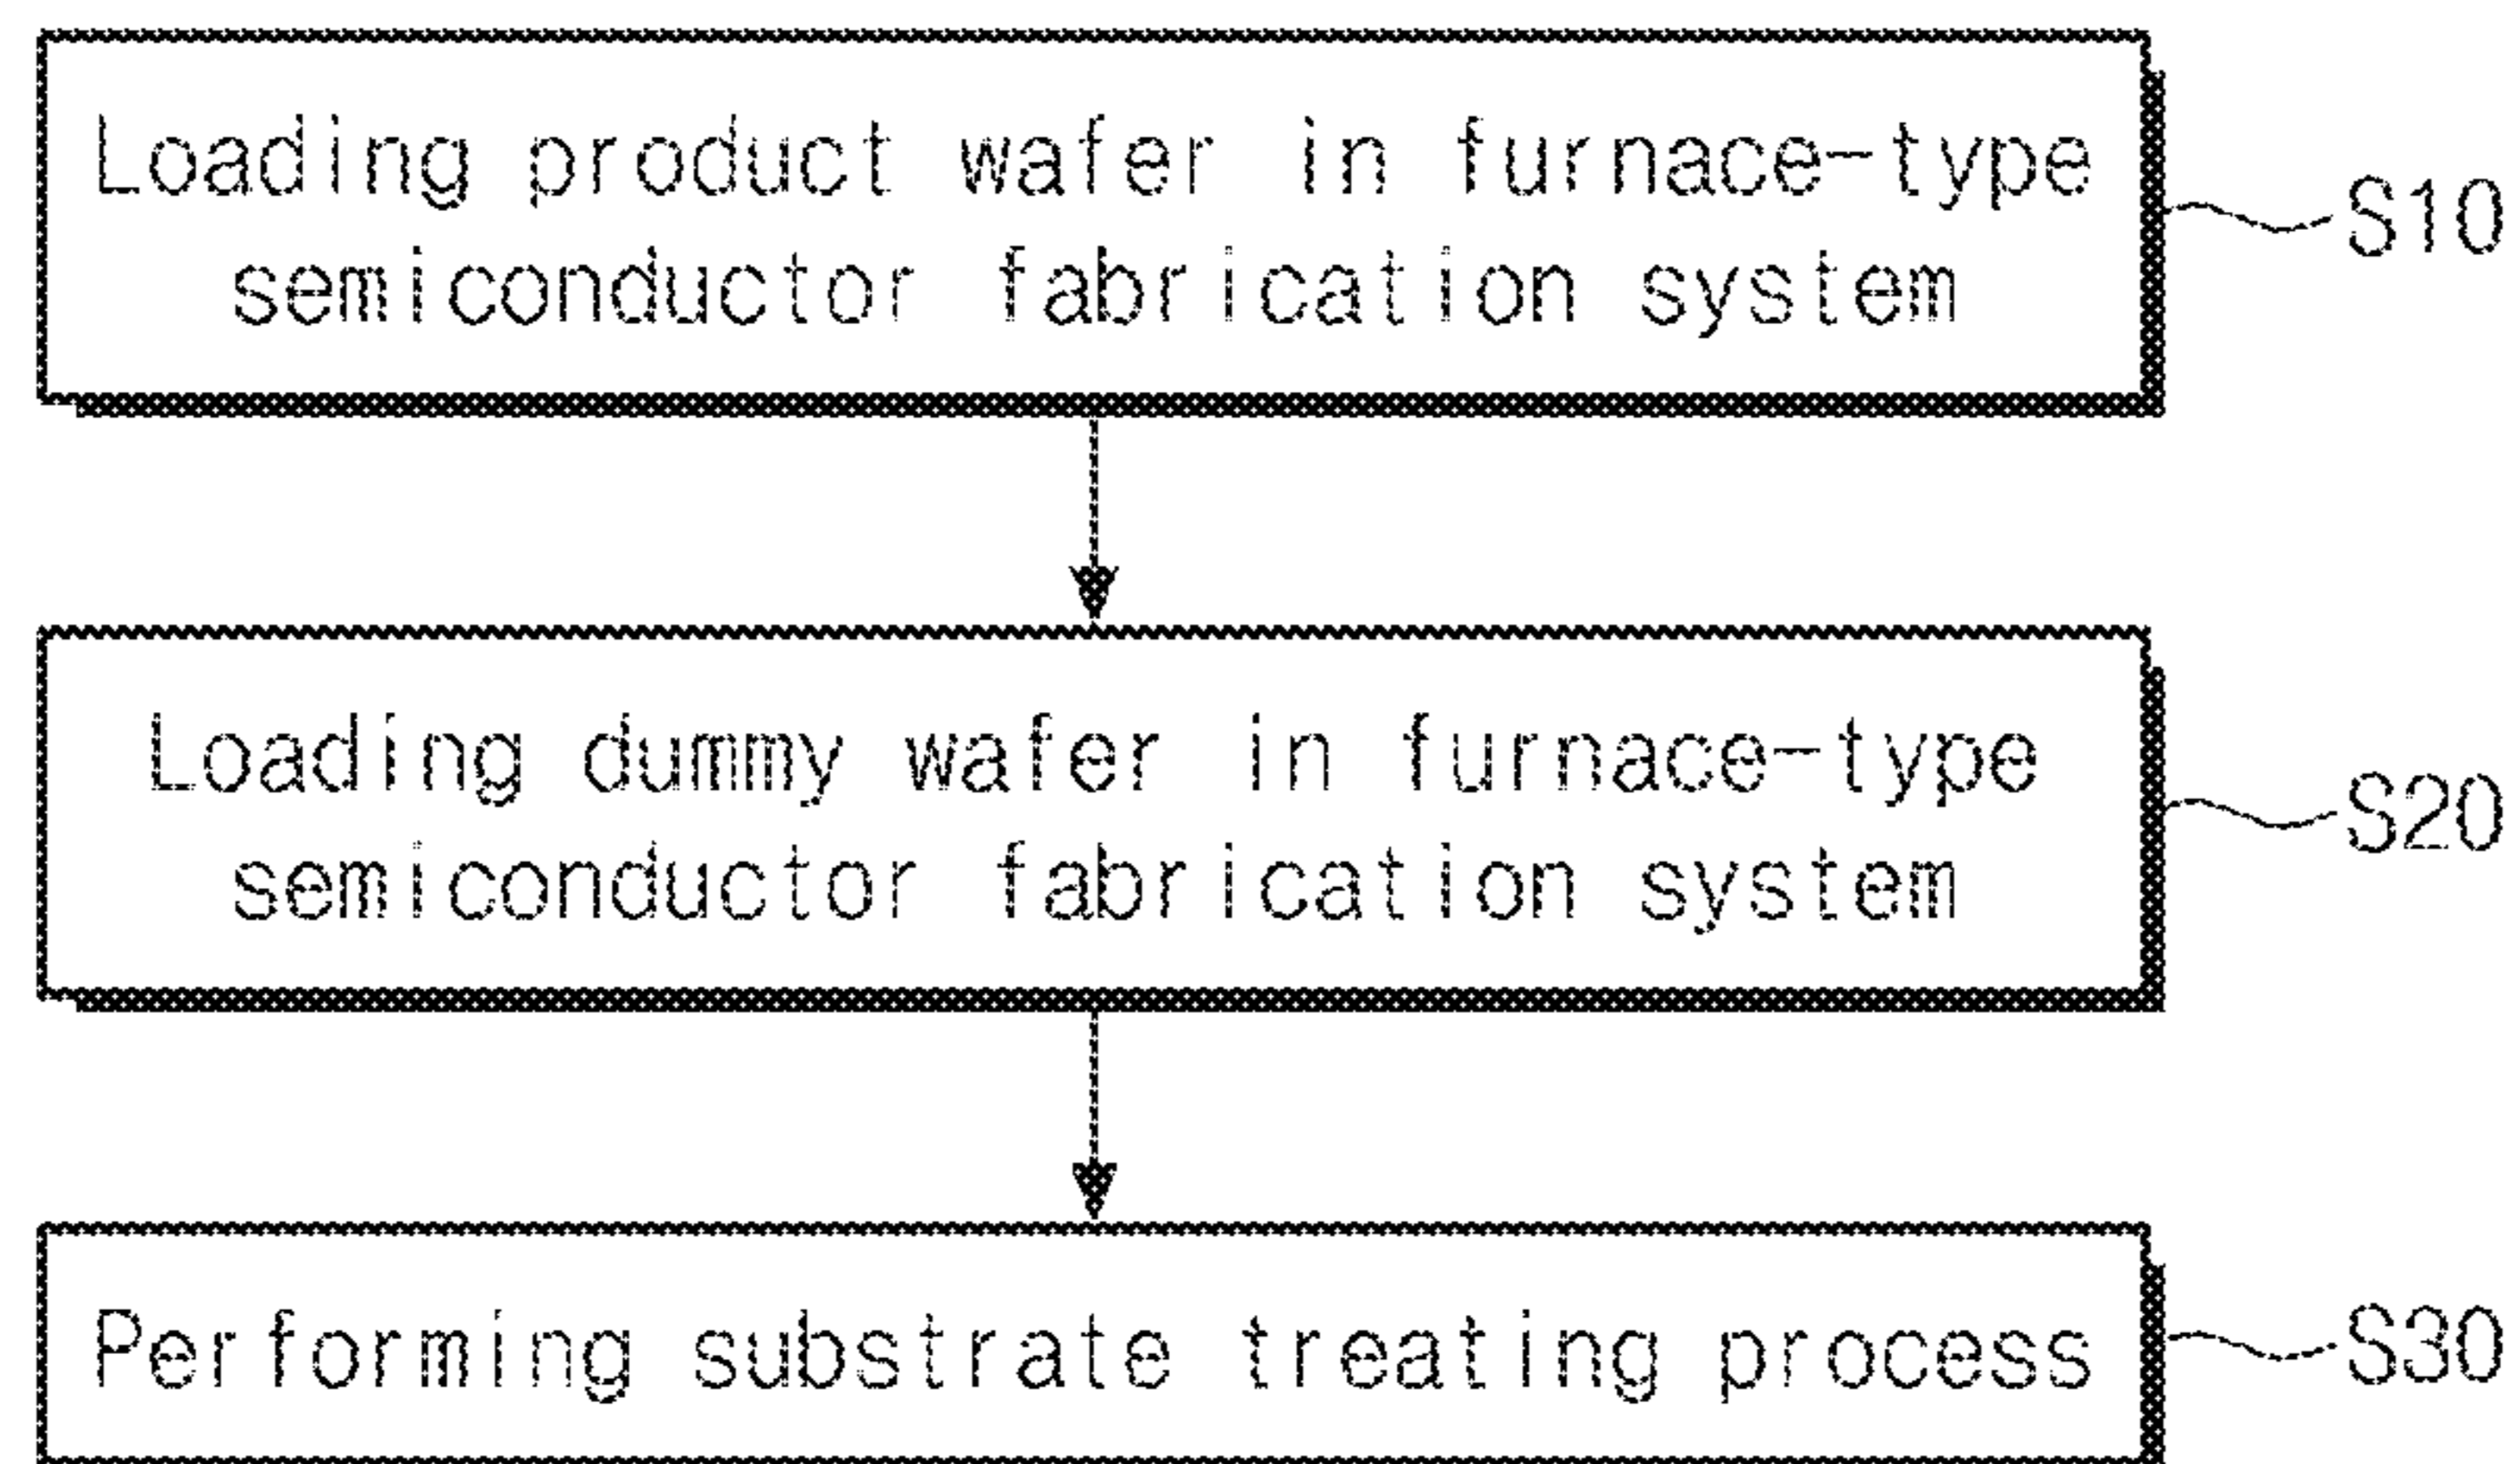 Loading product wafer in furnace-type
semiconductor fabrication system
S10
Loading dummy wafer in furnace-type
semiconductor fabrication system
S20
Performing substrate treating process
S30